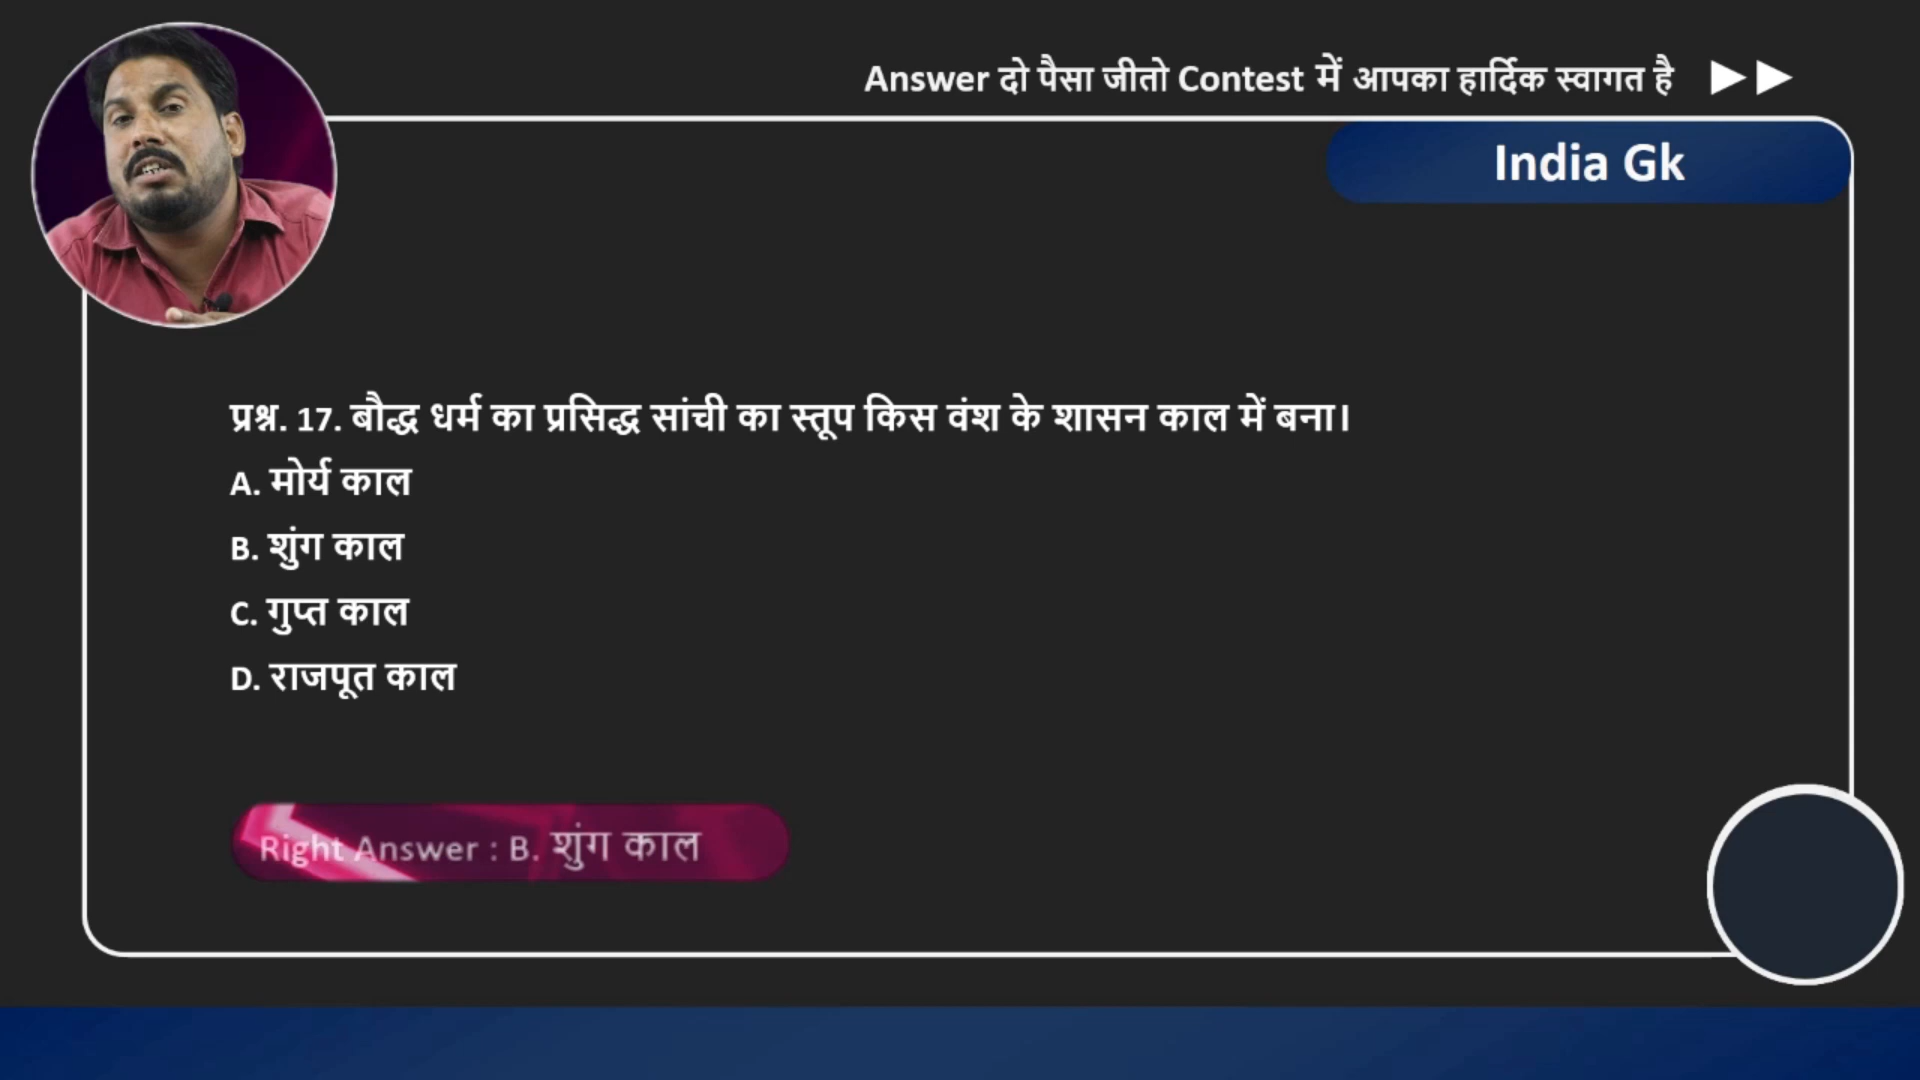 Answer दो पैसा जीतो Contest में आपका हार्दिक स्वागत है
India Gk
प्रश्न. 17. बौद्ध धर्म का प्रसिद्ध सांची का स्तूप किस वंश के शासन काल में बना।
A. मोर्य काल
B. शुंग काल
C. गुप्त काल
D. राजपूत काल
Right Answer : B. शुंग काल